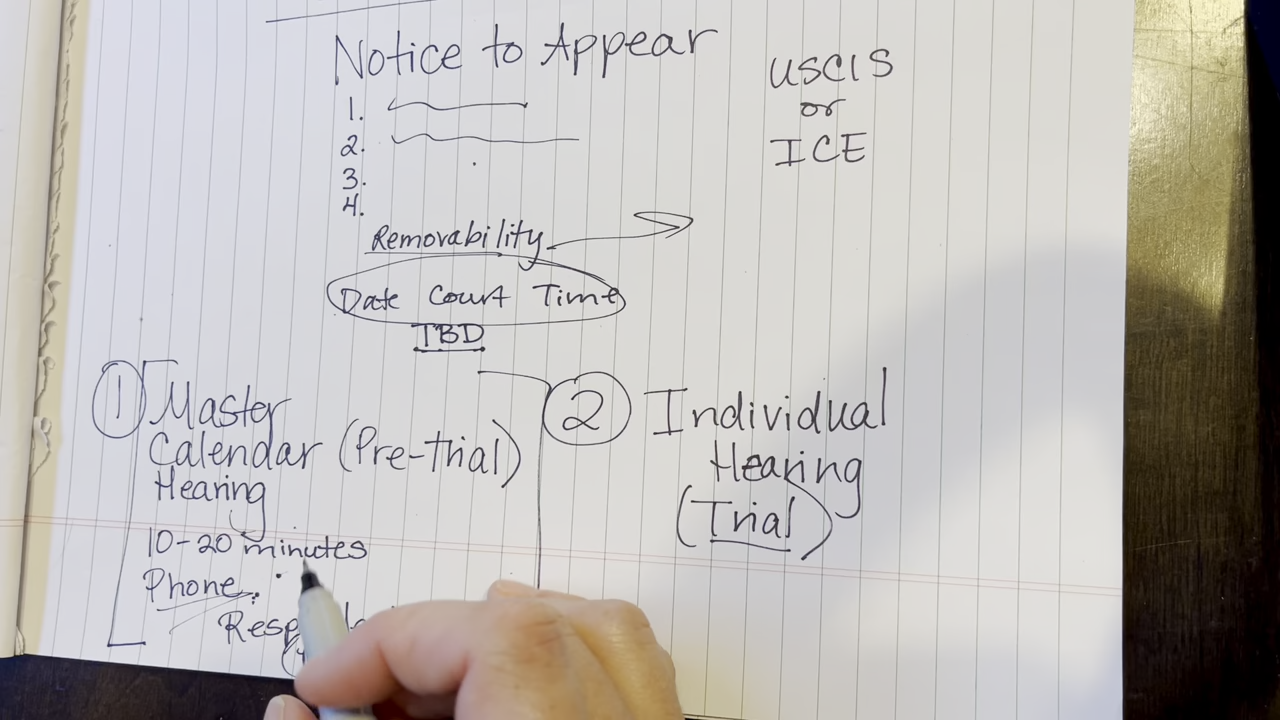 Notice to Appear
1.
2.
3.
4.
Removability
Date Court Time
TBD
USCIS
or
ICE
1 Master
Calendar (Pre-trial)
Hearing
10-20 minutes
Phone
2 Individual
Hearing
(Trial)